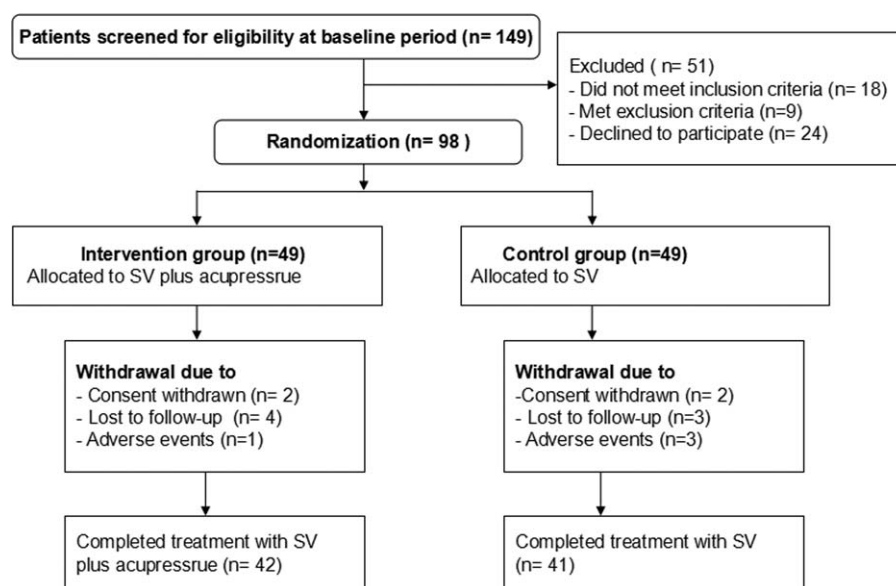 Patients screened for eligibility at baseline period (n= 149)
Excluded ( n= 51)
- Did not meet inclusion criteria (n= 18)
- Met exclusion criteria (n=9)
- Declined to participate (n= 24)
Randomization (n= 98 )
Intervention group (n=49)
Allocated to SV plus acupressrue
Control group (n=49)
Allocated to SV
Withdrawal due to
- Consent withdrawn (n= 2)
- Lost to follow-up (n= 4)
- Adverse events (n=1)
Withdrawal due to
-Consent withdrawn (n= 2)
- Lost to follow-up (n=3)
- Adverse events (n=3)
Completed treatment with SV
plus acupressrue (n= 42)
Completed treatment with SV
(n= 41)